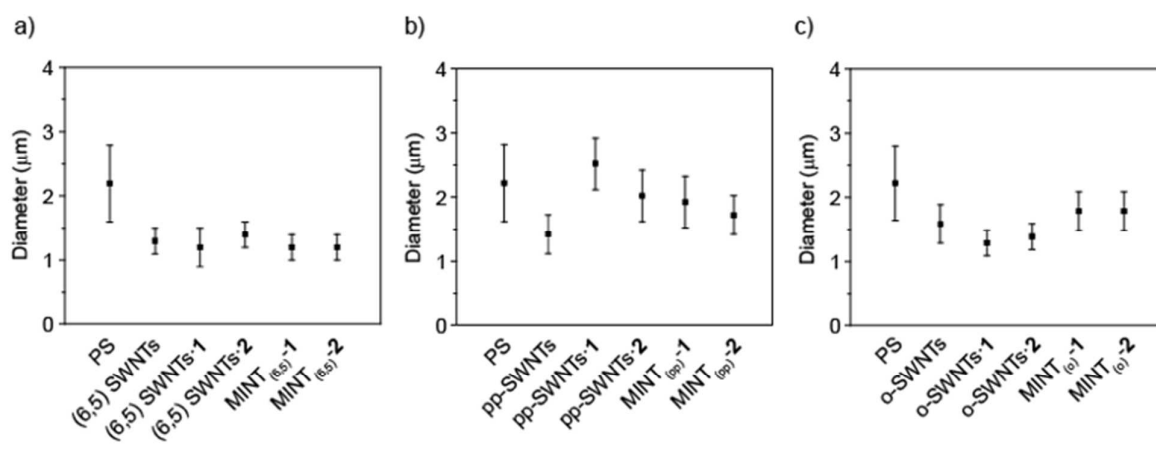 a)
4
3
2
1
0
Diameter (μm)
PS
(6,5) SWNTs
(6,5) SWNTs·1
(6,5) SWNTs·2
MINT(6,5)-1
MINT(6,5)-2
b)
4
3
2
1
0
Diameter (μm)
PS
pp-SWNTs
pp-SWNTs·1
pp-SWNTs·2
MINT(pp)-1
MINT(pp)-2
c)
4
3
2
1
0
Diameter (μm)
PS
o-SWNTs
o-SWNTs·1
o-SWNTs·2
MINT(o)-1
MINT(o)-2